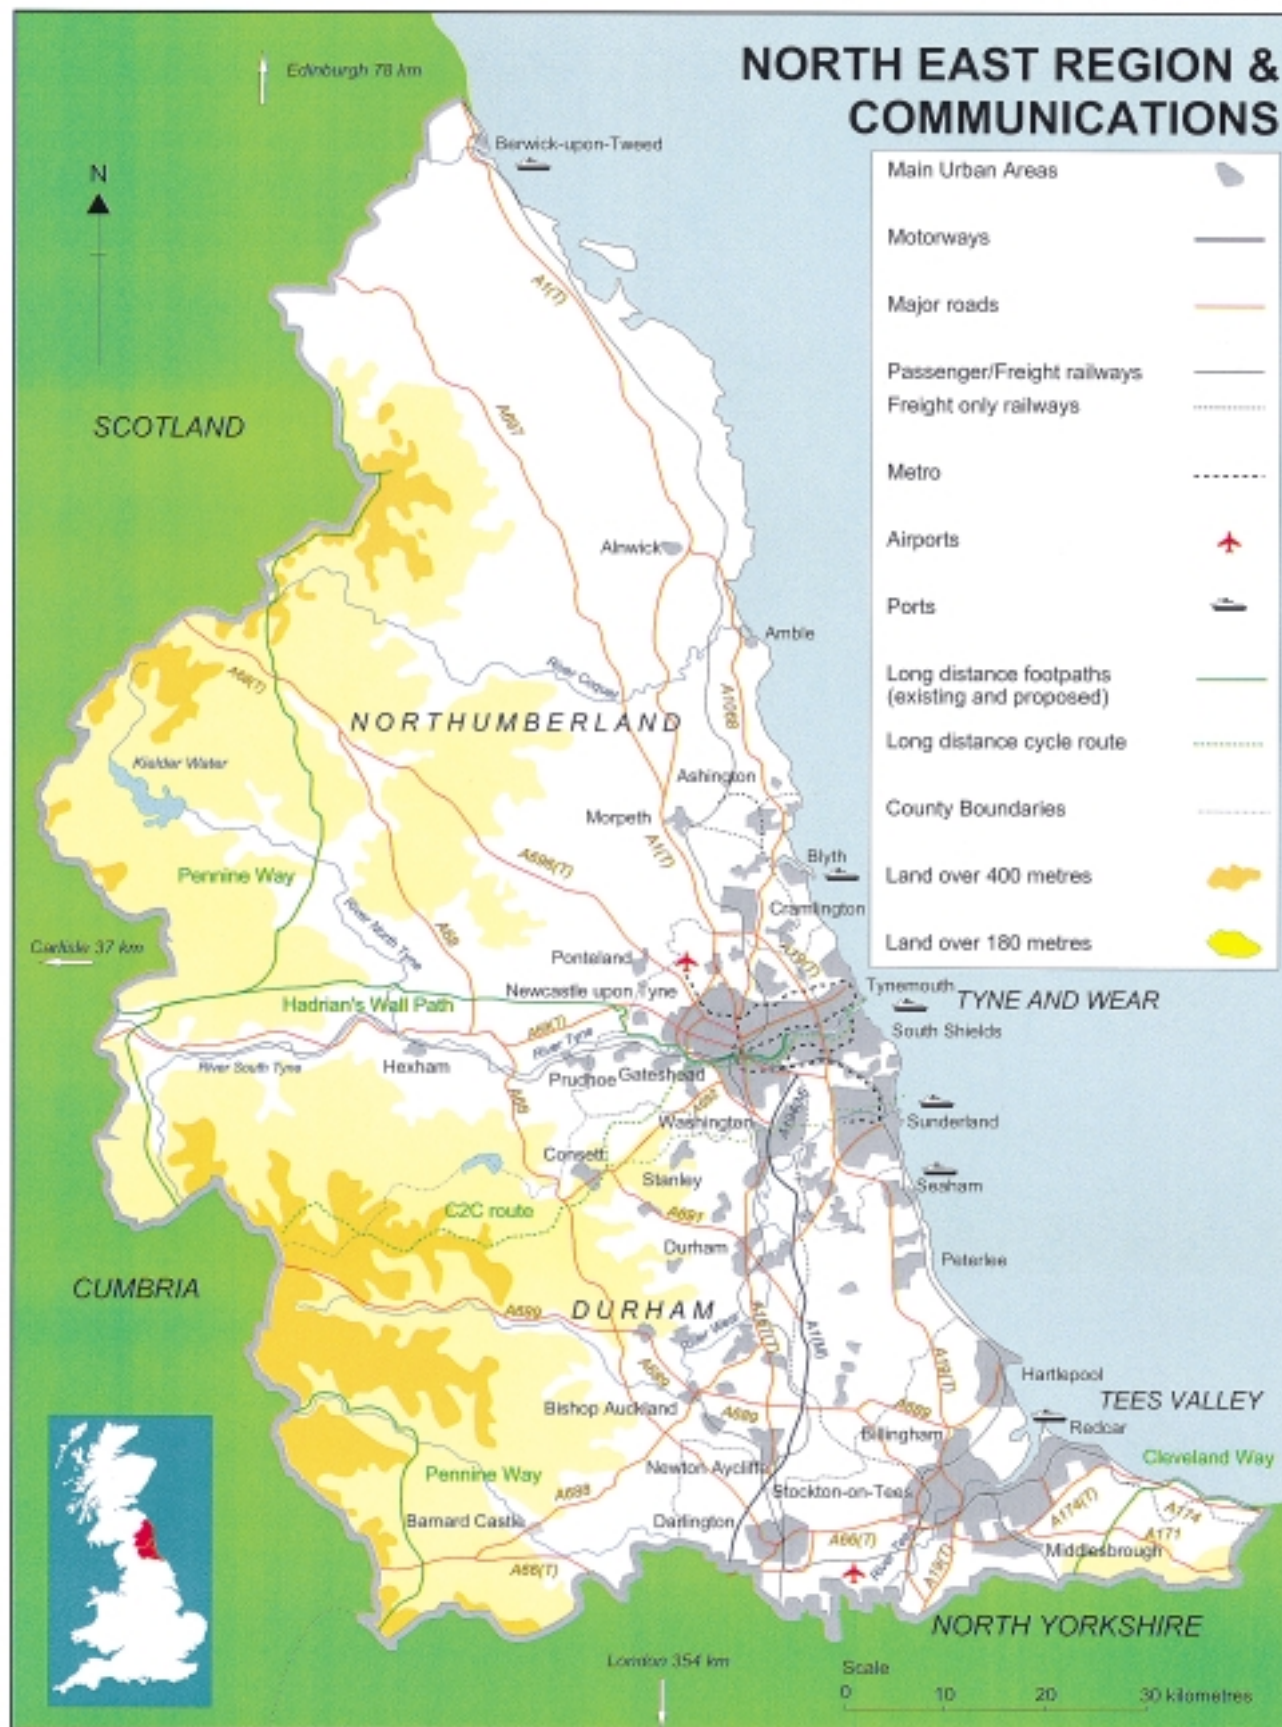 NORTH EAST REGION &
COMMUNICATIONS
Edinburgh 78 km
Berwick-upon-Tweed
N
Main Urban Areas
Motorways
Major roads
Passenger/Freight railways
Freight only railways
Metro
Airports
Ports
Long distance footpaths
(existing and proposed)
Long distance cycle route
County Boundaries
Land over 400 metres
Land over 180 metres
A1(T)
SCOTLAND
A697
Alnwick
Amble
River Coquet
A68(T)
NORTHUMBERLAND
A1068
Kielder Water
Ashington
Morpeth
A1(T)
Blyth
A696(T)
Pennine Way
Cramlington
River North Tyne
A68
Carlisle 37 km
Ponteland
A19(T)
Tynemouth
Newcastle upon Tyne
TYNE AND WEAR
Hadrian's Wall Path
A69(T)
River Tyne
South Shields
River South Tyne
Hexham
Prudhoe
Gateshead
A68
A692
Washington
Sunderland
Consett
Stanley
Seaham
C2C route
A691
Durham
Peterlee
CUMBRIA
A689
DURHAM
River Wear
A167(T)
A1(M)
A19(T)
Hartlepool
A689
Bishop Auckland
A689
A689
TEES VALLEY
Billingham
Redcar
Pennine Way
Newton Aycliffe
Cleveland Way
A688
Stockton-on-Tees
Barnard Castle
Darlington
A66(T)
River Tees
A174(T)
A174
A171
Middlesbrough
A66(T)
A19(T)
NORTH YORKSHIRE
London 354 km
Scale
0 10 20 30 kilometres